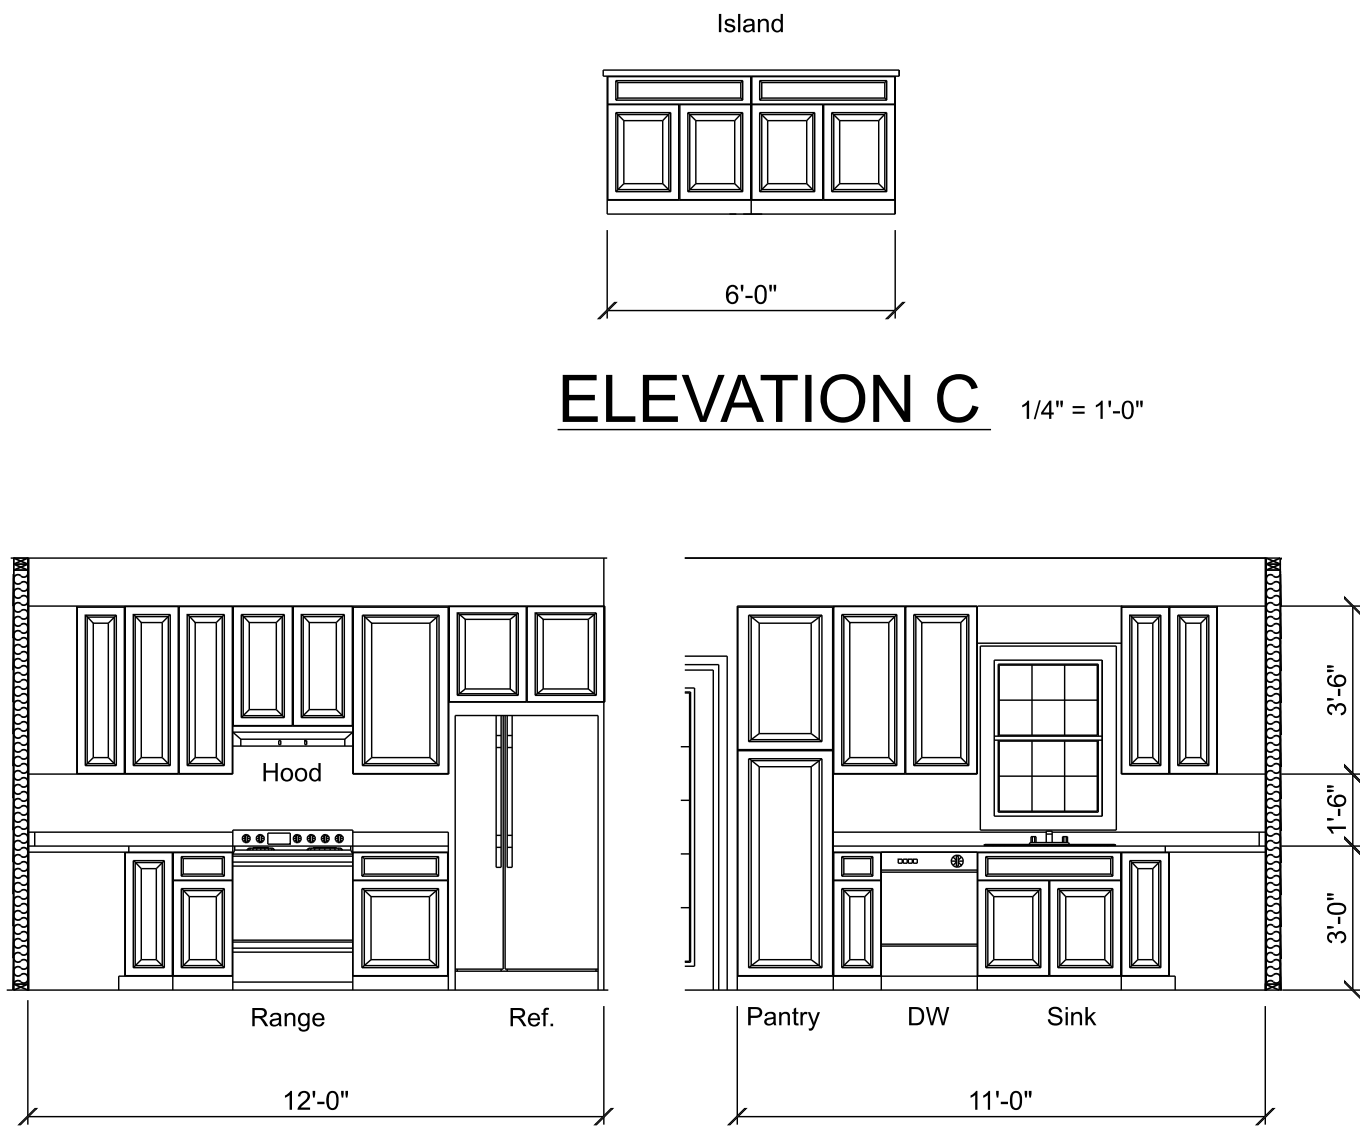 Island
6'-0"
ELEVATION C 1/4" = 1'-0"
Hood
3'-6"
1'-6"
3'-0"
Range
Ref.
Pantry
DW
Sink
12'-0"
11'-0"